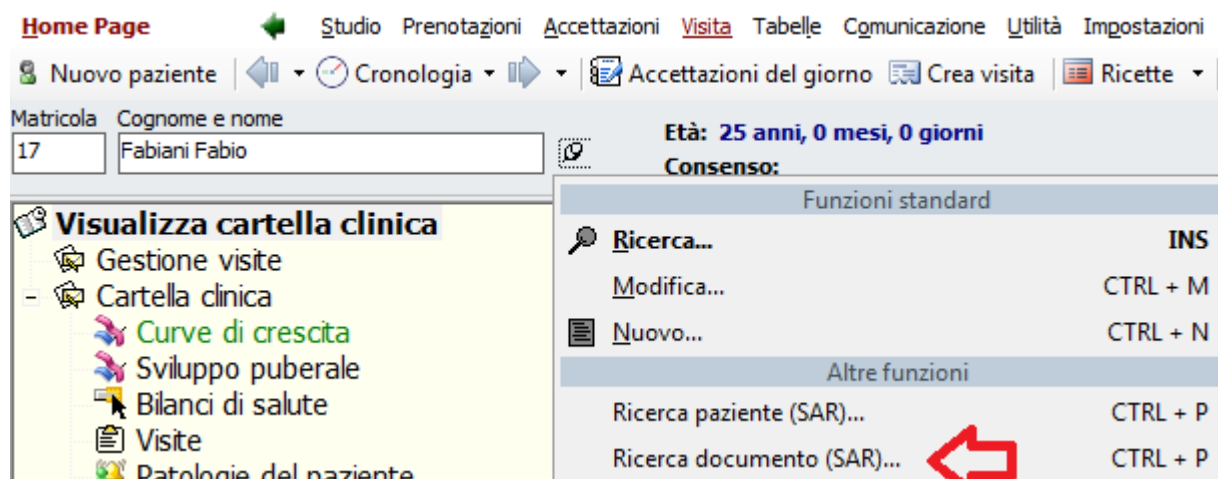 Home Page Studio Prenotazioni Accettazioni Visita Tabelle Comunicazione Utilità Impostazioni
Nuovo paziente Cronologia Accettazioni del giorno Crea visita Ricette
Matricola Cognome e nome
17 Fabiani Fabio
Età: 25 anni, 0 mesi, 0 giorni
Consenso:
Visualizza cartella clinica
Gestione visite
Cartella clinica
Curve di crescita
Sviluppo puberale
Bilanci di salute
Visite
Patologie del paziente
Funzioni standard
Ricerca... INS
Modifica... CTRL + M
Nuovo... CTRL + N
Altre funzioni
Ricerca paziente (SAR)... CTRL + P
Ricerca documento (SAR)... CTRL + P